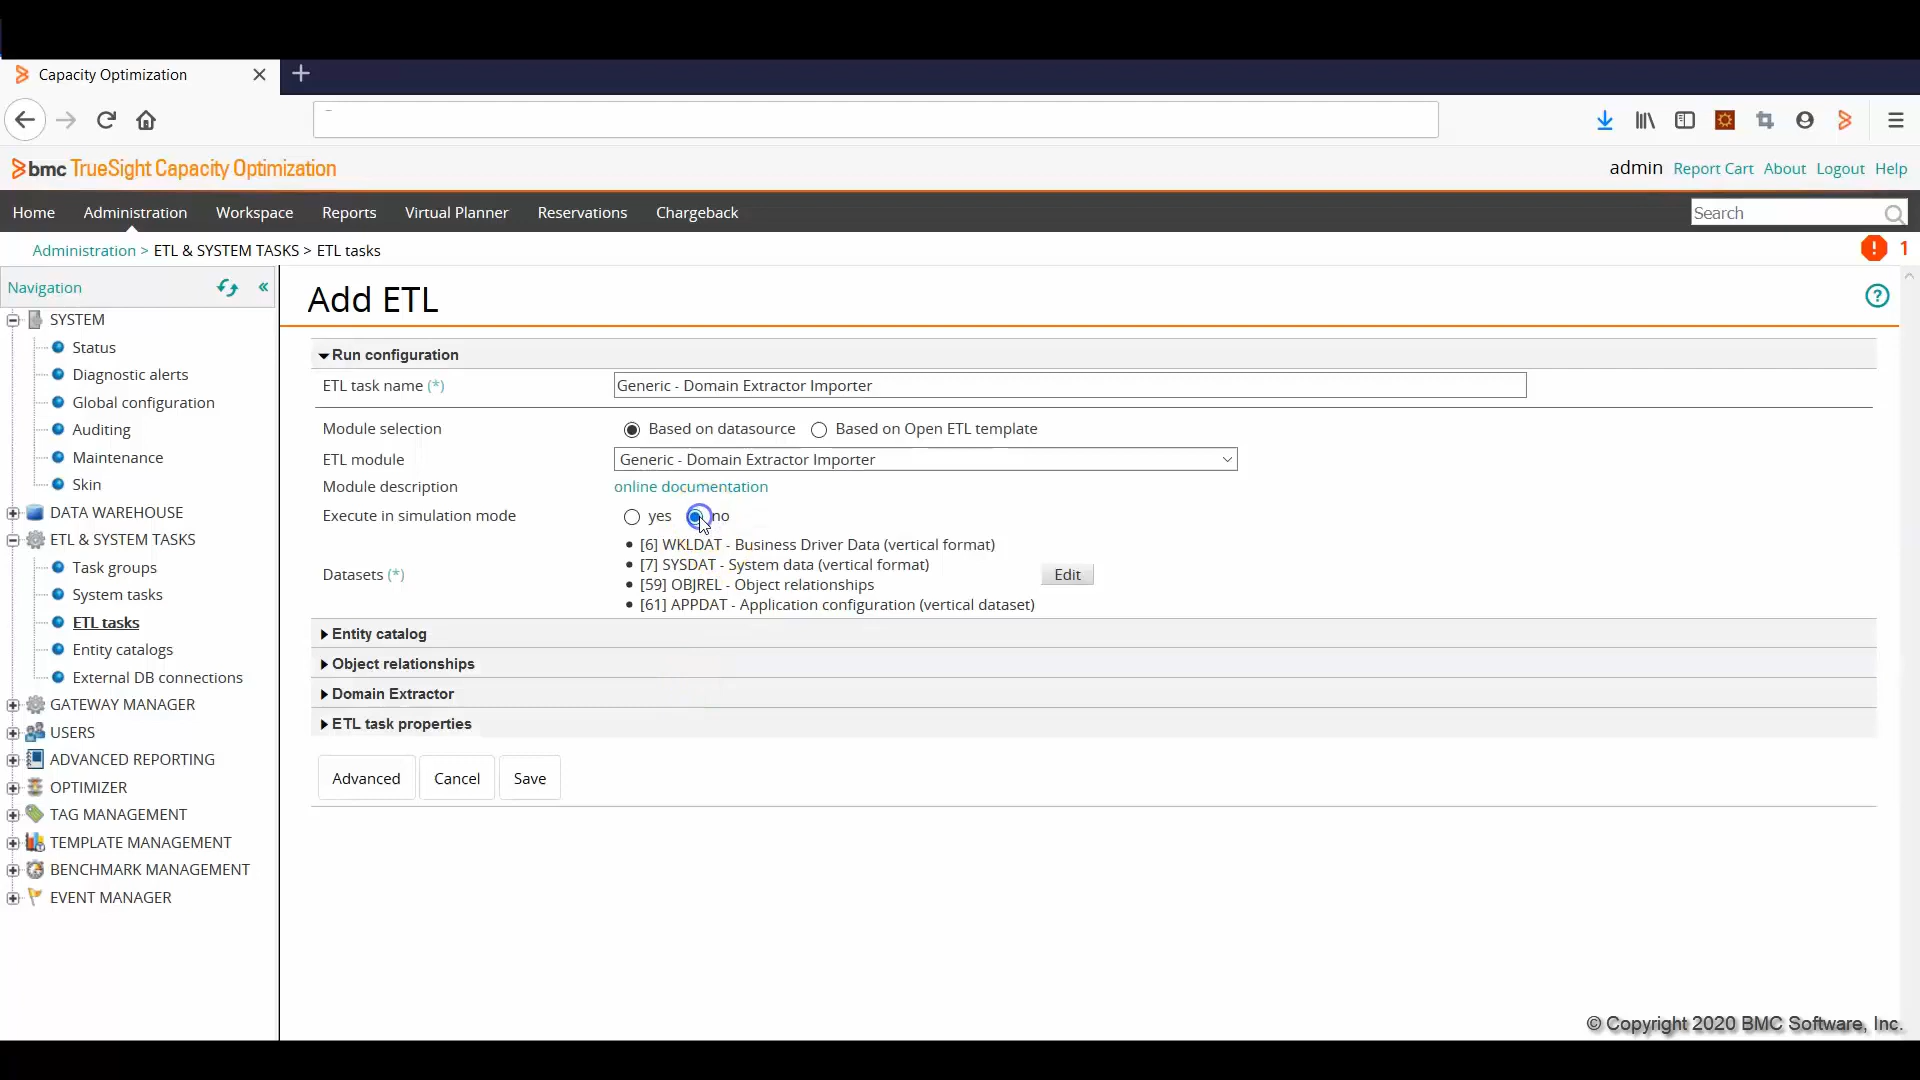 Capacity Optimization
bmc TrueSight Capacity Optimization
admin Report Cart About Logout Help
Home Administration Workspace Reports Virtual Planner Reservations Chargeback Search
Administration > ETL & SYSTEM TASKS > ETL tasks
1
Navigation
SYSTEM
Status
Diagnostic alerts
Global configuration
Auditing
Maintenance
Skin
DATA WAREHOUSE
ETL & SYSTEM TASKS
Task groups
System tasks
ETL tasks
Entity catalogs
External DB connections
GATEWAY MANAGER
USERS
ADVANCED REPORTING
OPTIMIZER
TAG MANAGEMENT
TEMPLATE MANAGEMENT
BENCHMARK MANAGEMENT
EVENT MANAGER
Add ETL
Run configuration
ETL task name (*) Generic - Domain Extractor Importer
Module selection Based on datasource Based on Open ETL template
ETL module Generic - Domain Extractor Importer
Module description online documentation
Execute in simulation mode yes no
Datasets (*)
• [6] WKLDAT - Business Driver Data (vertical format)
• [7] SYSDAT - System data (vertical format)
• [59] OBJREL - Object relationships
• [61] APPDAT - Application configuration (vertical dataset)
Edit
Entity catalog
Object relationships
Domain Extractor
ETL task properties
Advanced Cancel Save
© Copyright 2020 BMC Software, Inc.